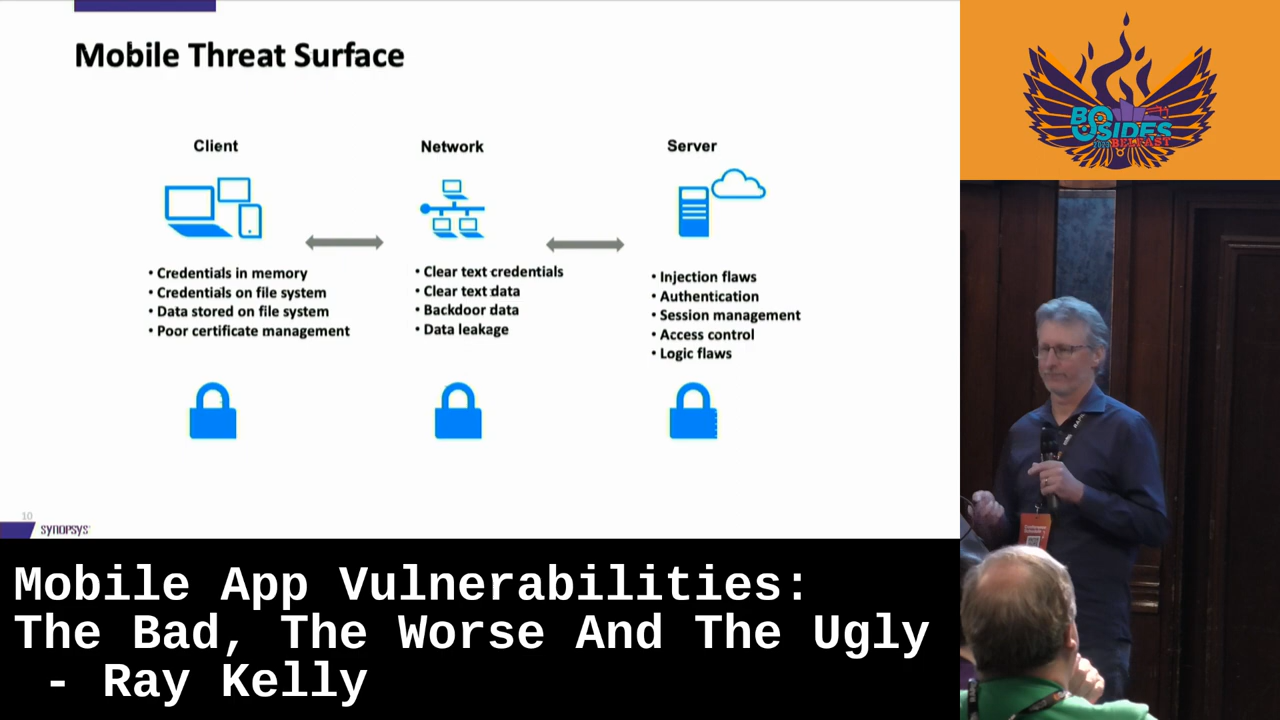 Mobile Threat Surface
Client
Network
Server
• Credentials in memory
• Credentials on file system
• Data stored on file system
• Poor certificate management
• Clear text credentials
• Clear text data
• Backdoor data
• Data leakage
• Injection flaws
• Authentication
• Session management
• Access control
• Logic flaws
10
SYNOPSYS
BSIDES
BELFAST
Mobile App Vulnerabilities:
The Bad, The Worse And The Ugly
- Ray Kelly